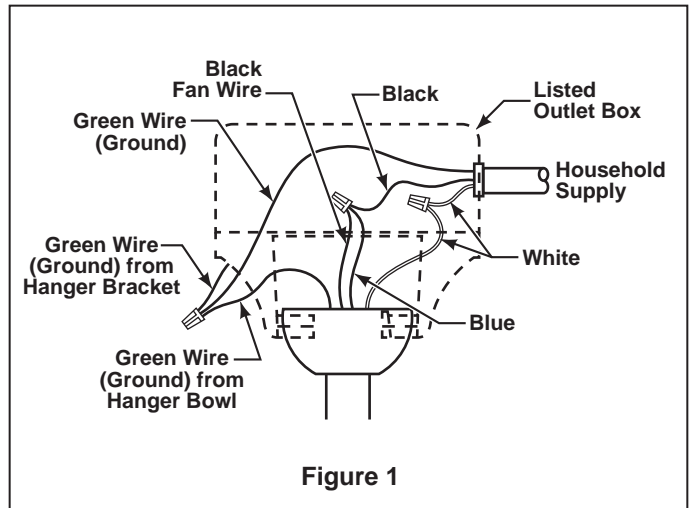 Black
Fan Wire
Black
Listed
Outlet Box
Green Wire
(Ground)
Household
Supply
Green Wire
(Ground) from
Hanger Bracket
White
Blue
Green Wire
(Ground) from
Hanger Bowl
Figure 1